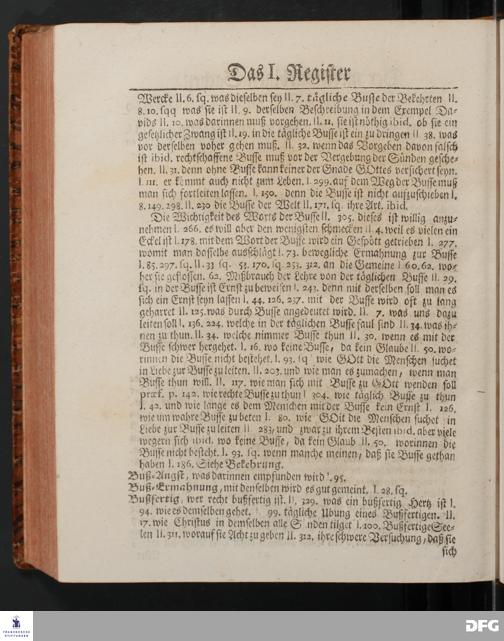 Das I. Register
Wercke II. 6. sq. was dieselben sey II. 7. tägliche Busse der Bekehrten II.
8. 10. sqq was sie ist II. 9. derselben Beschreibung in dem Exempel Da-
vids II. 10. was darinnen muß vorgehen. II. 11. sie ist nöthig ibid. ob sie ein
gesetzlicher Zwang ist II. 19. in die tägliche Busse ist ein zu dringen II 38. was
vor derselben vorher gehen muß. II. 32. wenn das Vorgeben davon falsch
ist ibid. rechtschaffene Busse muß vor der Vergebung der Sünden gesche-
hen. II. 31. denn ohne Busse kann keiner der Gnade GOttes versichert seyn.
I. 111. er kömmt auch nicht zum Leben. I. 299. auf dem Weg der Busse muß
man sich fortleiten lassen. I. 150. denn die Busse ist nicht aufzuschieben I.
8. 149. 298. II. 230 die Busse der Welt II. 171. sq. ihre Art. ibid.
Die Wichtigkeit des Worts der Busse II. 305. dieses ist willig anzu-
nehmen I. 266. es will aber den wenigsten schmecken II. 4. weil es vielen ein
Eckel ist I. 178. mit dem Wort der Busse wird ein Gespött getrieben I. 277.
womit man dasselbe ausschlägt I. 73. bewegliche Ermahnung zur Busse
I. 85. 297. sq. II. 33 sq. 53. 170. sq. 253. 312. an die Gemeine I 60. 62. wo-
her sie geflossen. 62. Mißbrauch der Lehre von der täglichen Busse II. 29.
sq. in der Busse ist Ernst zu beweisen I. 243. denn mit derselben soll man es
sich ein Ernst seyn lassen I. 44. 126. 237. mit der Busse wird oft zu lang
geharret II. 125. was durch Busse angedeutet wird. II. 7. was uns dazu
leiten soll I. 136. 224. welche in der täglichen Busse faul sind II. 34. was ih-
nen zu thun. II. 34. welche nimmer Busse thun II. 30. wenn es mit der
Busse schwer hergehet. I. 16. wo keine Busse, da kein Glaube II. 50. wo-
rinnen die Busse nicht bestehet. I. 93. sq wie GOtt die Menschen suchet
in Liebe zur Busse zu leiten. II. 203. und wie man es zumachen, wenn man
Busse thun will. II. 117. wie man sich mit Busse zu GOtt wenden soll
præf. p. 142. wie rechte Busse zu thun I 304. wie täglich Busse zu thun
I. 42. und wie lange es dem Menschen mit der Busse kein Ernst I. 126.
wie um wahre Busse zu beten I. 80. wie GOtt die Menschen suchet in
Liebe zur Busse zu leiten II 283. und zwar zu ihrem Besten ibid. aber viele
wegern sich ibid. wo keine Busse, da kein Glaub II. 50. worinnen die
Busse nicht bestehet. I. 93. sq. wenn manche meinen, daß sie Busse gethan
haben I. 186. Siehe Bekehrung.
Buß-Angst, was darinnen empfunden wird I. 95.
Buß-Ermahnung, mit denselben wird es gut gemeint. I. 28. sq.
Bußfertig, wer recht bußfertig ist. II. 329. was ein bußfertig Hertz ist I.
94. wie es demselben gehet. 99. tägliche Übung eines Bußfertigen. II.
17. wie Christus in demselben alle S nden tilget I. 100. Bußfertige See-
len II. 311. worauf sie Acht zu geben II. 312. ihre schwere Versuchung, daß sie
sich
FRANCKESCHE
STIFTUNGEN
DFG